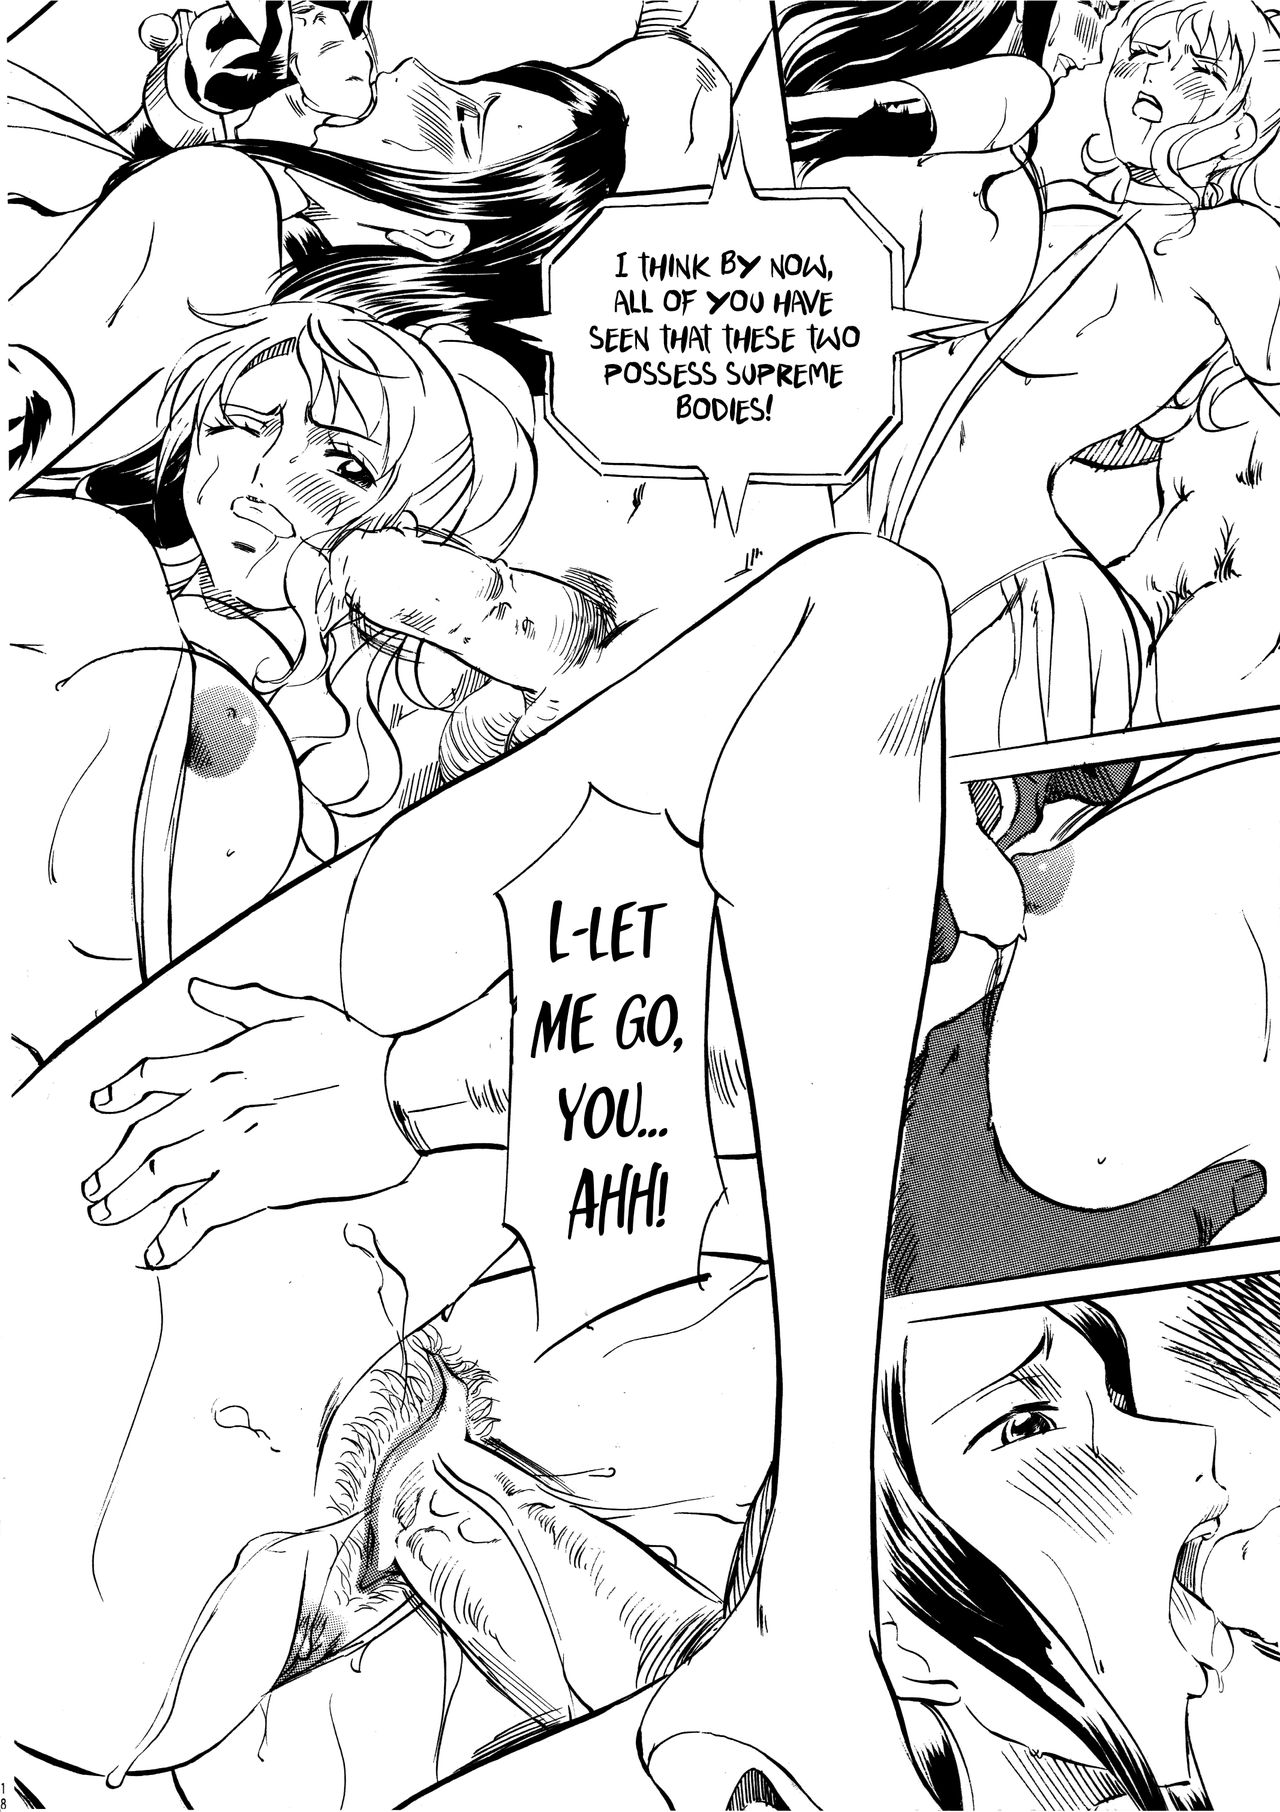 I THINK BY NOW,
ALL OF YOU HAVE
SEEN THAT THESE TWO
POSSESS SUPREME
BODIES!
L-LET
ME GO,
YOU...
AHH!
18